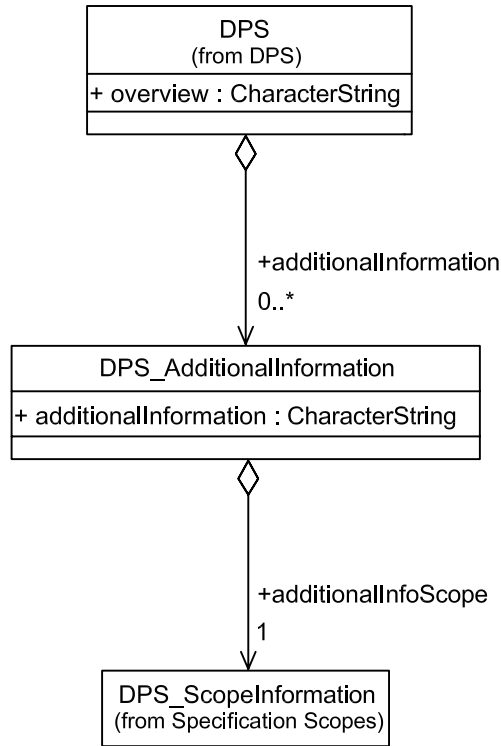 DPS
(from DPS)
+ overview : CharacterString
+additionalInformation
0..*
DPS_AdditionalInformation
+ additionalInformation : CharacterString
+additionalInfoScope
1
DPS_ScopeInformation
(from Specification Scopes)